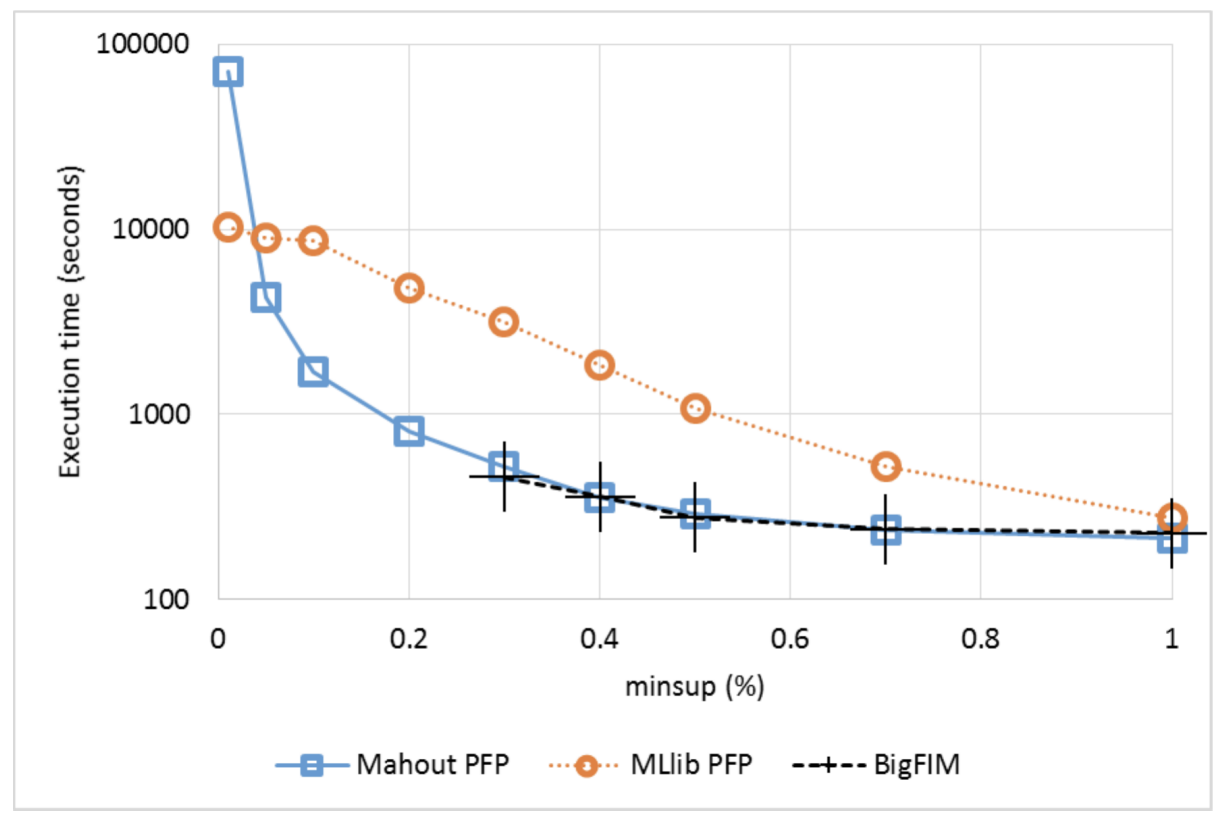 100000
10000
1000
100
Execution time (seconds)
0 0.2 0.4 0.6 0.8 1
minsup (%)
Mahout PFP MLlib PFP BigFIM